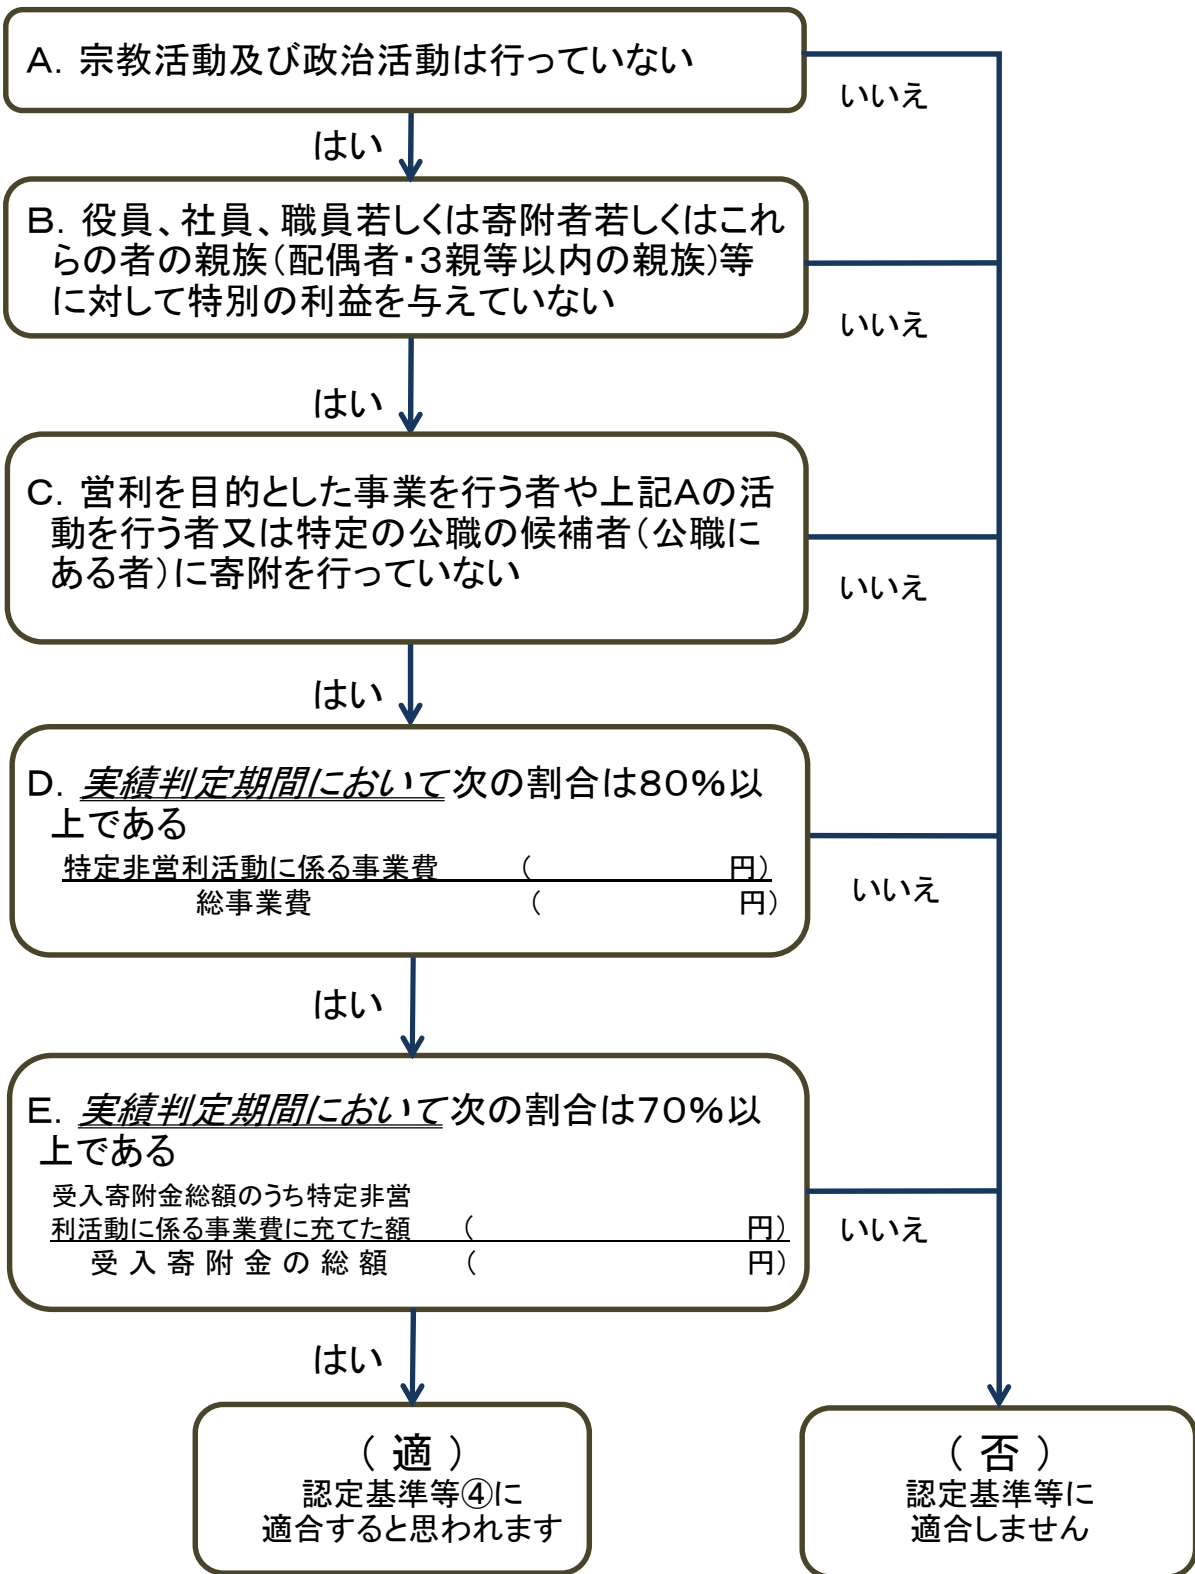 A. 宗教活動及び政治活動は行っていない
いいえ
はい
B. 役員、社員、職員若しくは寄附者若しくはこれ
らの者の親族(配偶者・3親等以内の親族)等
に対して特別の利益を与えていない
いいえ
はい
C. 営利を目的とした事業を行う者や上記Aの活
動を行う者又は特定の公職の候補者(公職に
ある者)に寄附を行っていない
いいえ
はい
D. 実績判定期間において次の割合は80%以
上である
特定非営利活動に係る事業費 ( 円)
総事業費 ( 円)
いいえ
はい
E. 実績判定期間において次の割合は70%以
上である
受入寄附金総額のうち特定非営
利活動に係る事業費に充てた額 ( 円)
受入寄附金の総額 ( 円)
いいえ
はい
(適)
認定基準等④に
適合すると思われます
(否)
認定基準等に
適合しません